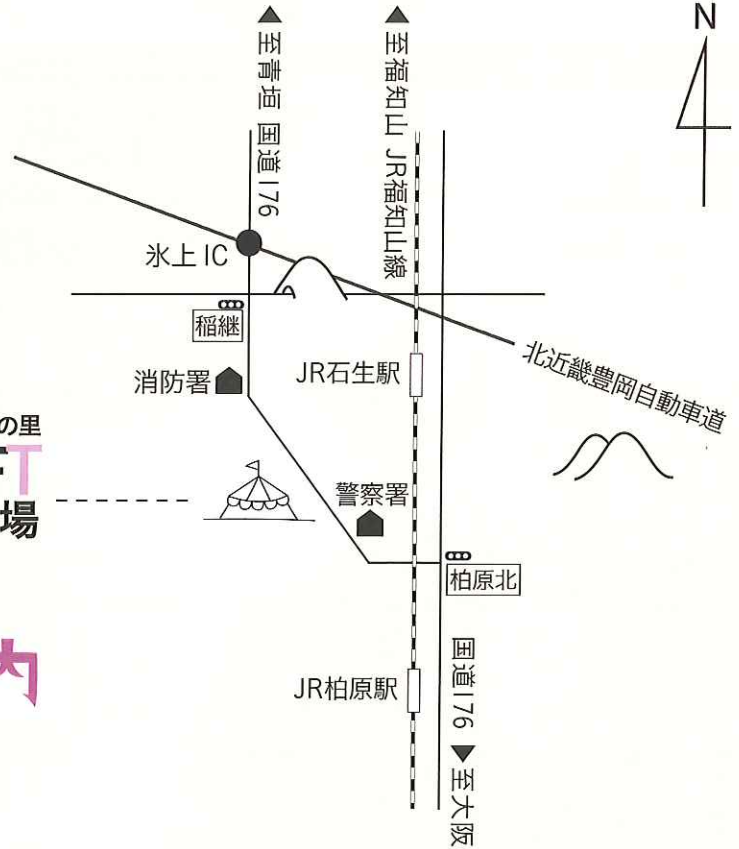 N
至青垣 国道176
至福知山 JR福知山線
氷上IC
稲継
消防署
JR石生駅
北近畿豊岡自動車道
の里
T
場
警察署
柏原北
内
JR柏原駅
国道176
至大阪